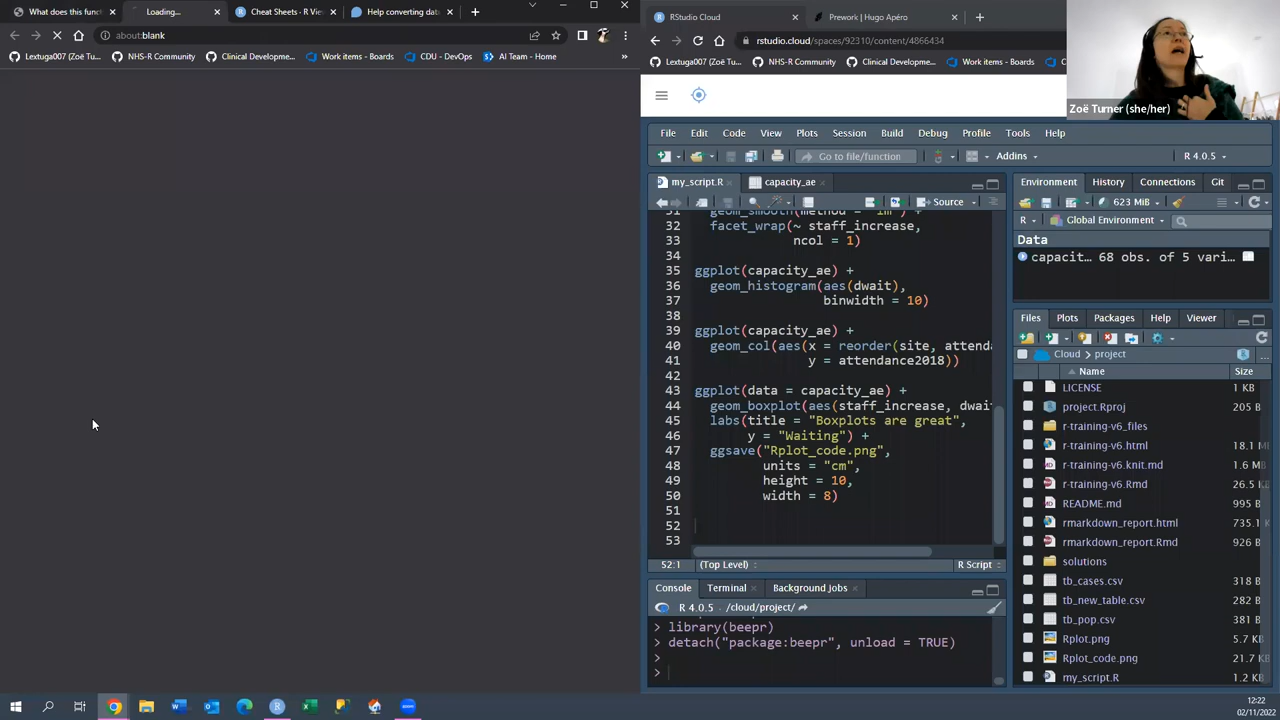 What does this func
Loading...
Cheat Sheets - R Vie
Help converting data
RStudio Cloud
Prework | Hugo Apéro
about:blank
rstudio.cloud/spaces/92310/content/4866434
Lextuga007 (Zoë Tu...
NHS-R Community
Clinical Developme...
Work items - Boards
CDU - DevOps
AI Team - Home
Lextuga007 (Zoë Tu...
NHS-R Community
Clinical Developme...
Work items - Boards
Zoë Turner (she/her)
File Edit Code View Plots Session Build Debug Profile Tools Help
Go to file/function
Addins
R 4.0.5
my_script.R
capacity_ae
Source
31 geom_smooth(method = "lm") +
32 facet_wrap(~ staff_increase,
33 ncol = 1)
34
35 ggplot(capacity_ae) +
36 geom_histogram(aes(dwait),
37 binwidth = 10)
38
39 ggplot(capacity_ae) +
40 geom_col(aes(x = reorder(site, attenda
41 y = attendance2018))
42
43 ggplot(data = capacity_ae) +
44 geom_boxplot(aes(staff_increase, dwai
45 labs(title = "Boxplots are great",
46 y = "Waiting") +
47 ggsave("Rplot_code.png",
48 units = "cm",
49 height = 10,
50 width = 8)
51
52
53
52:1 (Top Level) R Script
Console Terminal Background Jobs
R 4.0.5 . /cloud/project/
> library(beepr)
> detach("package:beepr", unload = TRUE)
>
>
Environment History Connections Git
623 MiB
R Global Environment
Data
capacit... 68 obs. of 5 vari...
Files Plots Packages Help Viewer
Cloud project
Name Size
LICENSE 1 KB
project.Rproj 205 B
r-training-v6_files
r-training-v6.html 18.1 M
r-training-v6.knit.md 1.6 M
r-training-v6.Rmd 26.5 K
README.md 995 B
rmarkdown_report.html 735.1
rmarkdown_report.Rmd 926 B
solutions
tb_cases.csv 318 B
tb_new_table.csv 282 B
tb_pop.csv 381 B
Rplot.png 5.7 K
Rplot_code.png 21.7 K
my_script.R 1.2 K
12:22
02/11/2022